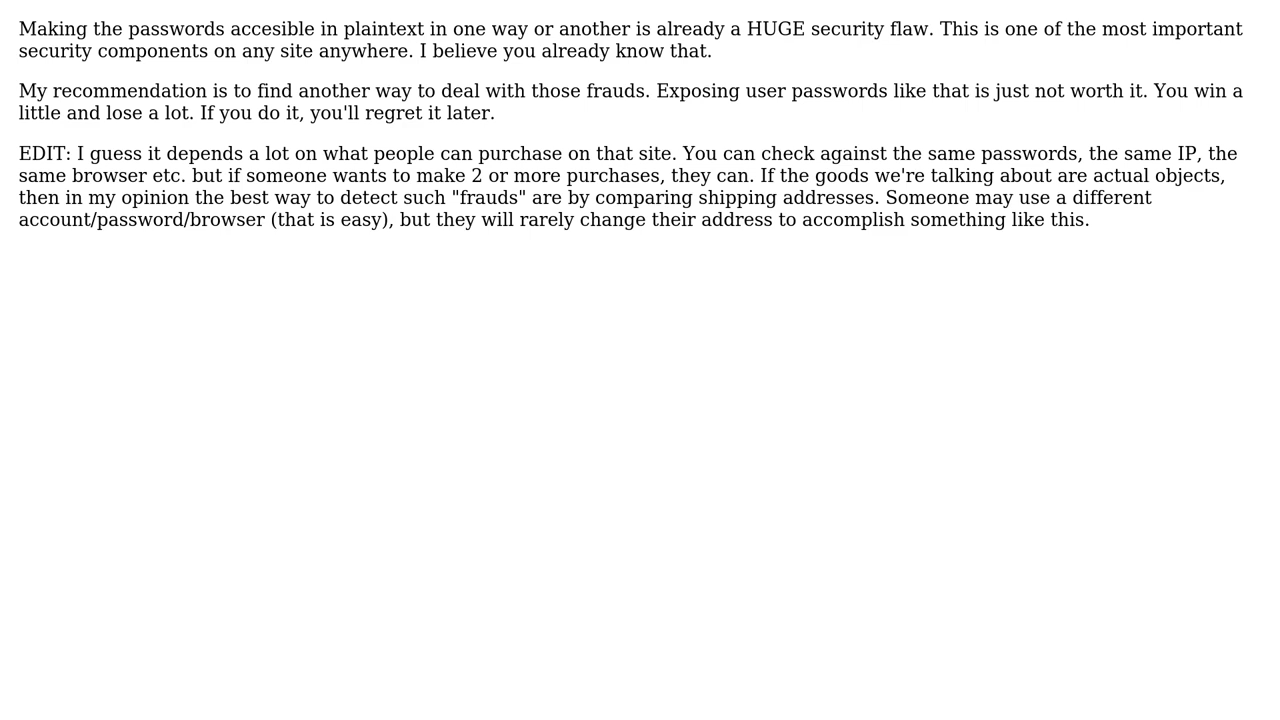 Making the passwords accesible in plaintext in one way or another is already a HUGE security flaw. This is one of the most important
security components on any site anywhere. I believe you already know that.
My recommendation is to find another way to deal with those frauds. Exposing user passwords like that is just not worth it. You win a
little and lose a lot. If you do it, you'll regret it later.
EDIT: I guess it depends a lot on what people can purchase on that site. You can check against the same passwords, the same IP, the
same browser etc. but if someone wants to make 2 or more purchases, they can. If the goods we're talking about are actual objects,
then in my opinion the best way to detect such "frauds" are by comparing shipping addresses. Someone may use a different
account/password/browser (that is easy), but they will rarely change their address to accomplish something like this.